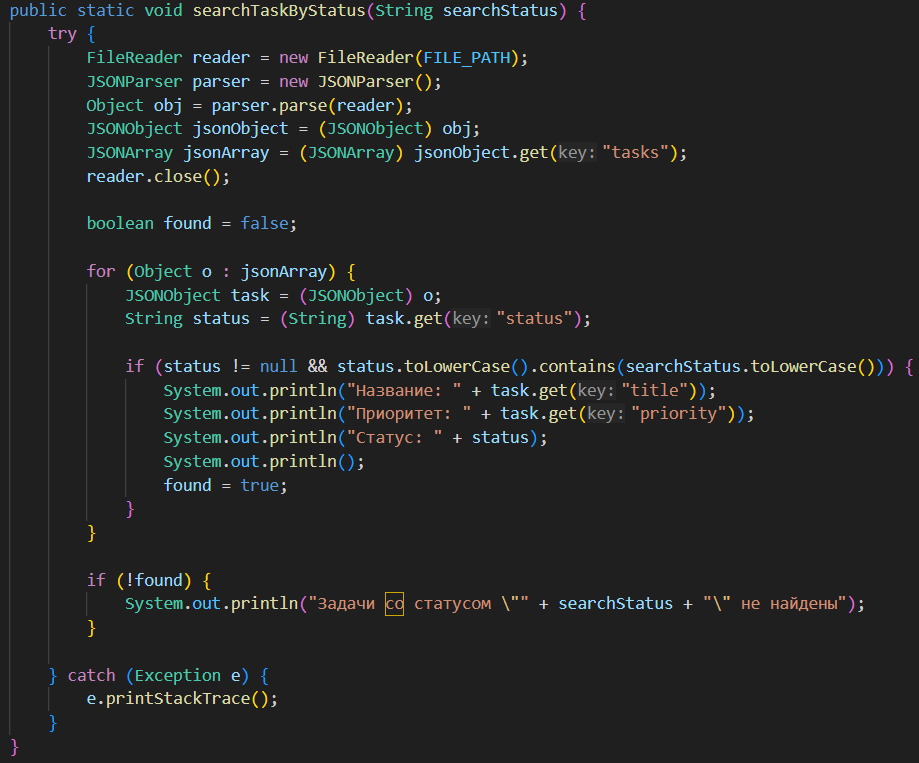 public static void searchTaskByStatus(String searchStatus) {
try {
FileReader reader = new FileReader(FILE_PATH);
JSONParser parser = new JSONParser();
Object obj = parser.parse(reader);
JSONObject jsonObject = (JSONObject) obj;
JSONArray jsonArray = (JSONArray) jsonObject.get(key: "tasks");
reader.close();
boolean found = false;
for (Object o : jsonArray) {
JSONObject task = (JSONObject) o;
String status = (String) task.get(key: "status");
if (status != null && status.toLowerCase().contains(searchStatus.toLowerCase())) {
System.out.println("Название: " + task.get(key: "title"));
System.out.println("Приоритет: " + task.get(key: "priority"));
System.out.println("Статус: " + status);
System.out.println();
found = true;
}
}
if (!found) {
System.out.println("Задачи со статусом \"" + searchStatus + "\" не найдены");
}
} catch (Exception e) {
e.printStackTrace();
}
}